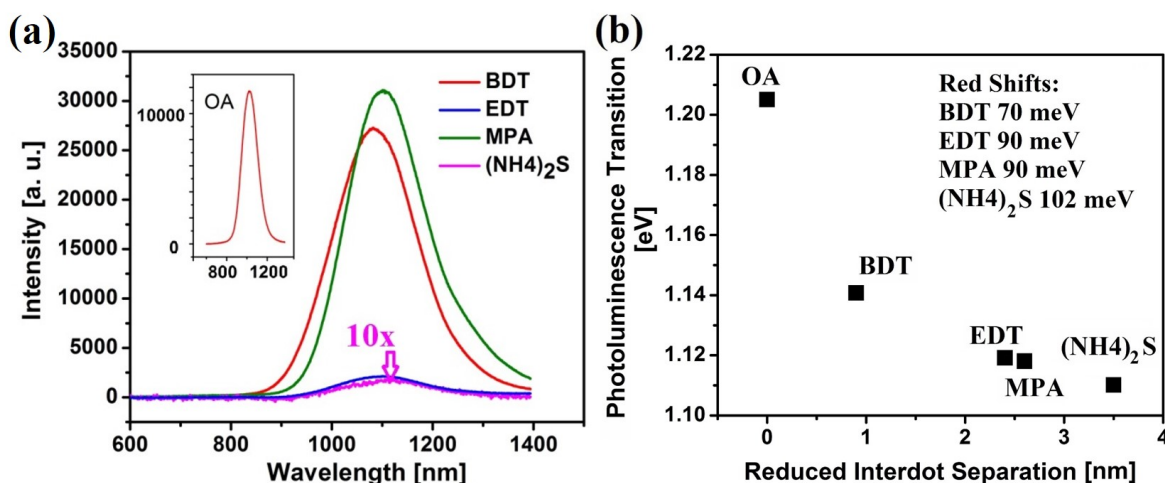 (a)
35000
30000
25000
20000
15000
10000
5000
0
600 800 1000 1200 1400
Wavelength [nm]
Intensity [a. u.]
OA
10000
0
800 1200
BDT
EDT
MPA
(NH4)₂S
10x
(b)
1.22
1.20
1.18
1.16
1.14
1.12
1.10
0 1 2 3 4
Reduced Interdot Separation [nm]
Photoluminescence Transition
[eV]
OA
Red Shifts:
BDT 70 meV
EDT 90 meV
MPA 90 meV
(NH4)₂S 102 meV
BDT
EDT
MPA
(NH4)₂S